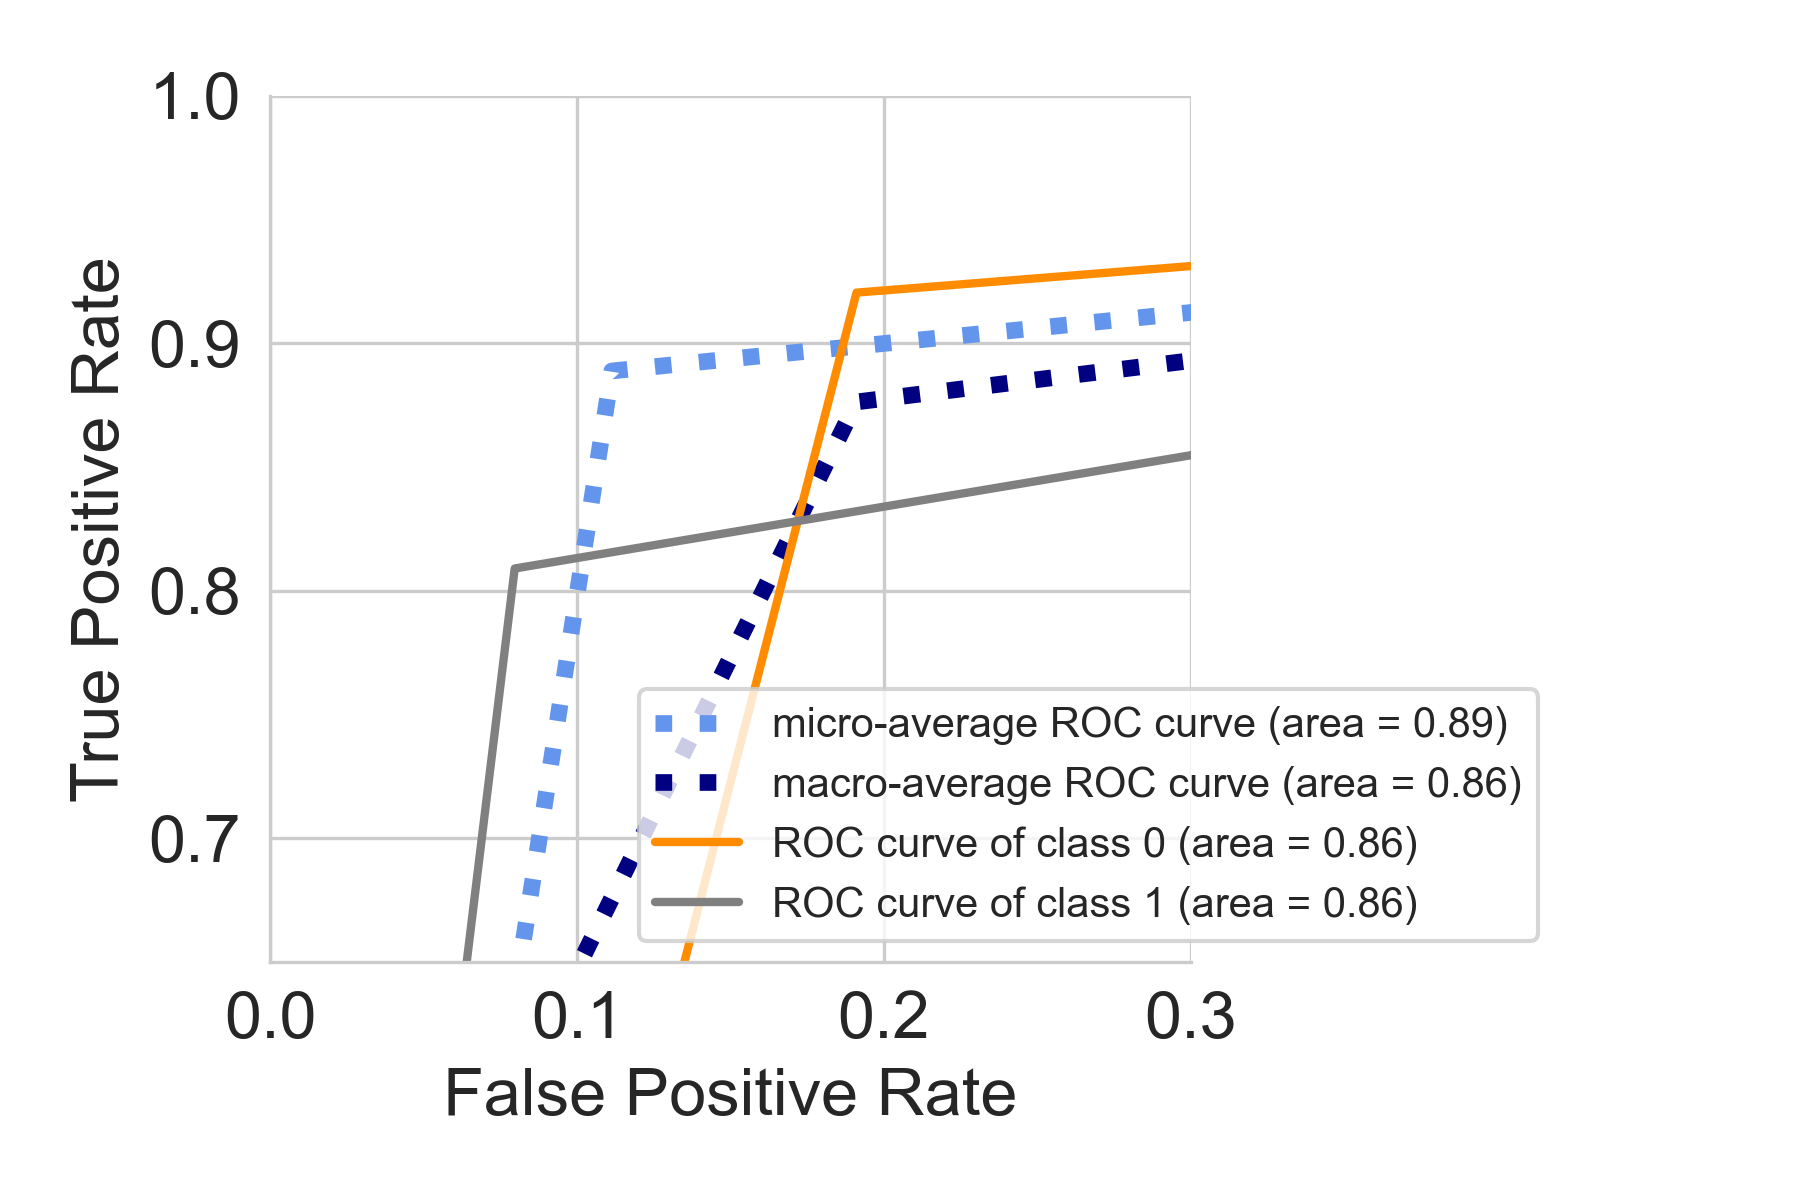 1.0
0.9
0.8
0.7
True Positive Rate
micro-average ROC curve (area = 0.89)
macro-average ROC curve (area = 0.86)
ROC curve of class 0 (area = 0.86)
ROC curve of class 1 (area = 0.86)
0.0 0.1 0.2 0.3
False Positive Rate